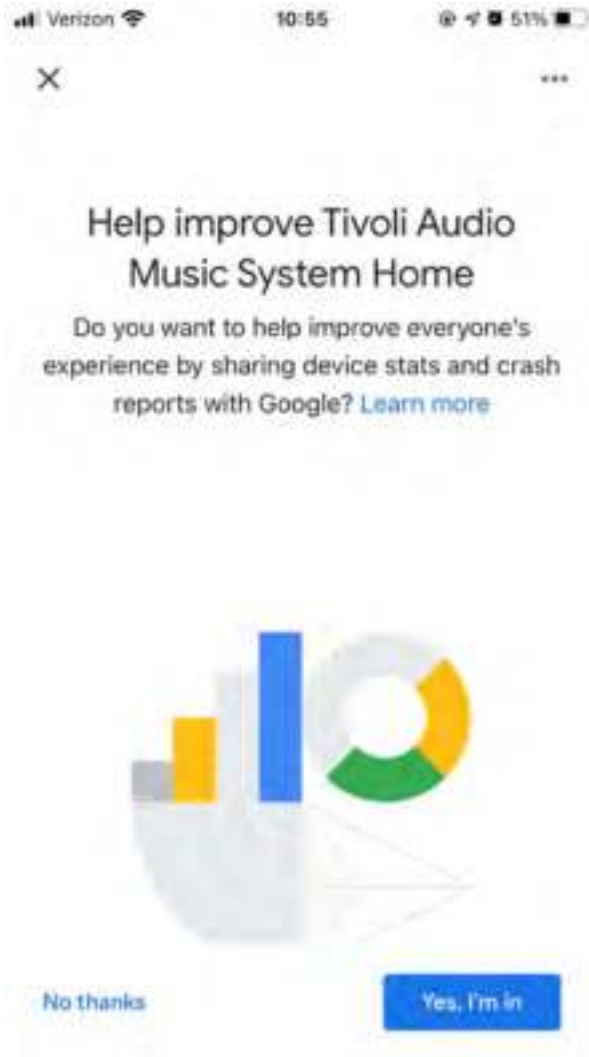 Verizon 10:55 51%
Help improve Tivoli Audio
Music System Home
Do you want to help improve everyone's
experience by sharing device stats and crash
reports with Google? Learn more
No thanks Yes, I'm in